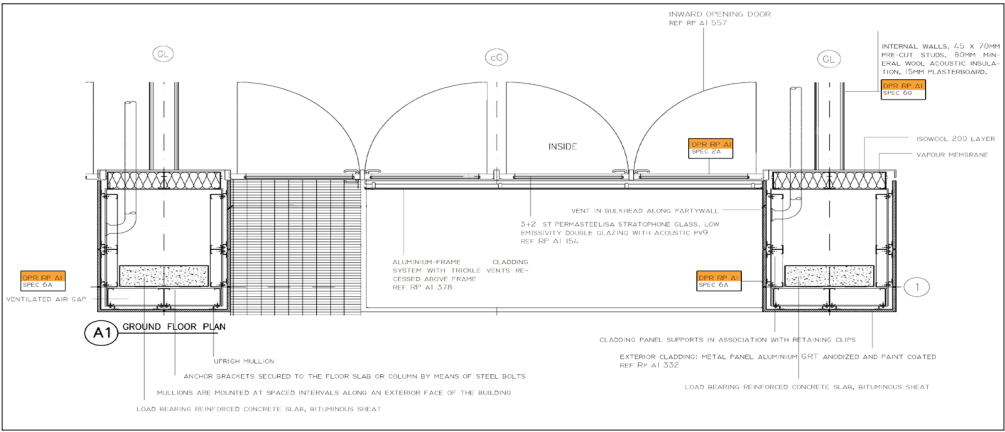 INWARD OPENING DOOR
REF RP A1 557
GL
cG
GL
INTERNAL WALLS, 45 X 70MM
PRE-CUT STUDS, 80MM MIN-
ERAL WOOL ACOUSTIC INSULA-
TION, 15MM PLASTERBOARD.
DPR RP A1
SPEC 6B
INSIDE
DPR RP A1
SPEC 2A
ISOWOOL 200 LAYER
VAPOUR MEMBRANE
VENT IN BULKHEAD ALONG PARTYWALL
3+2 ST PERMASTEELISA STRATOPHONE GLASS, LOW
EMISSIVITY DOUBLE GLAZING WITH ACOUSTIC PV9
REF RP A1 154
ALUMINIUM-FRAME CLADDING
SYSTEM WITH TRICKLE VENTS RE-
CESSED ABOVE FRAME
REF RP A1 378
DPR RP A1
SPEC 6A
DPR RP A1
SPEC 6A
1
VENTILATED AIR GAP
A1 GROUND FLOOR PLAN
CLADDING PANEL SUPPORTS IN ASSOCIATION WITH RETAINING CLIPS
UPRIGH MULLION
EXTERIOR CLADDING: METAL PANEL ALUMINIUM GRT ANODIZED AND PAINT COATED
REF RP A1 332
ANCHOR BRACKETS SECURED TO THE FLOOR SLAB OR COLUMN BY MEANS OF STEEL BOLTS
LOAD BEARING REINFORCED CONCRETE SLAB, BITUMINOUS SHEAT
MULLIONS ARE MOUNTED AT SPACED INTERVALS ALONG AN EXTERIOR FACE OF THE BUILDING
LOAD BEARING REINFORCED CONCRETE SLAB, BITUMINOUS SHEAT